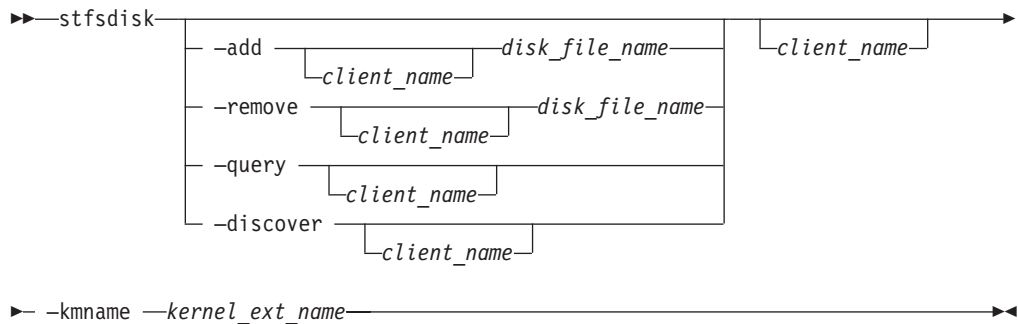 stfsdisk
–add disk_file_name client_name
client_name
–remove disk_file_name
client_name
–query
client_name
–discover
client_name
–kmname kernel_ext_name